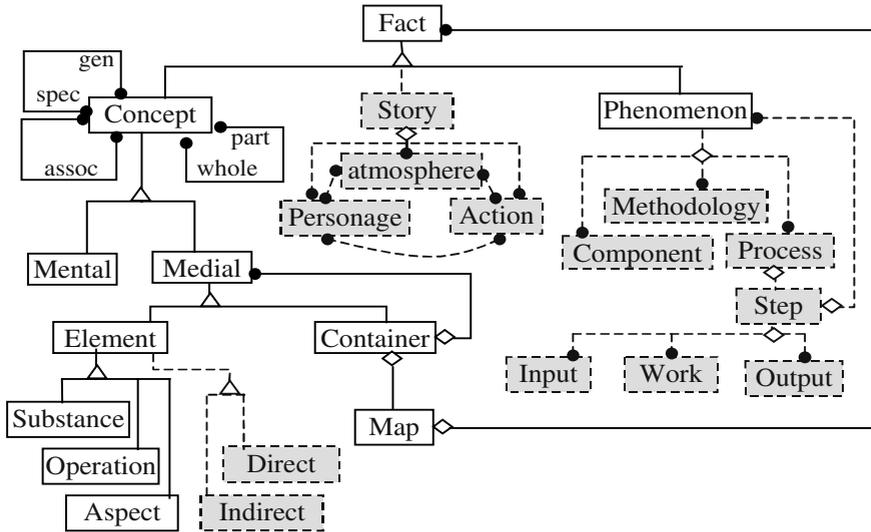 Fact
gen
spec
Concept
part
assoc
whole
Story
atmosphere
Personage
Action
Phenomenon
Methodology
Component
Process
Step
Input
Work
Output
Mental
Medial
Element
Container
Substance
Operation
Aspect
Direct
Indirect
Map